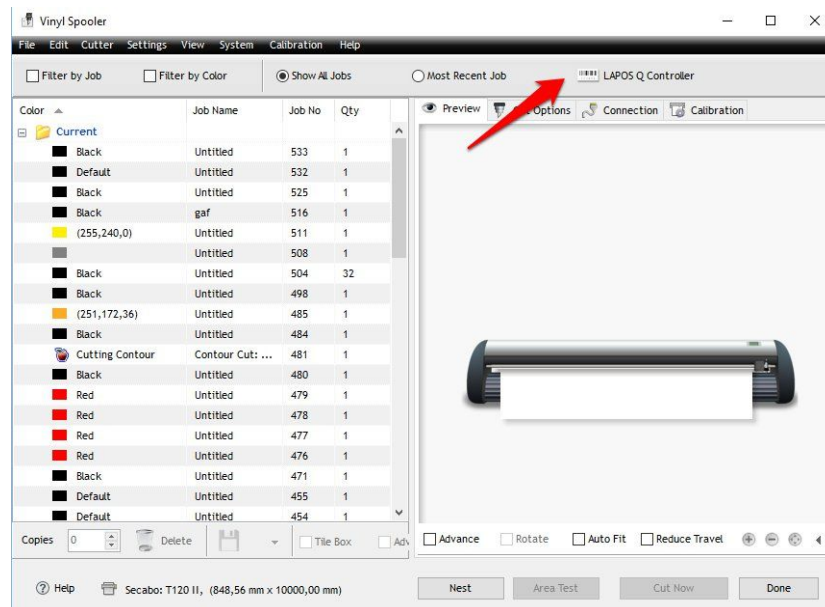 Vinyl Spooler
File Edit Cutter Settings View System Calibration Help
Filter by Job Filter by Color Show All Jobs Most Recent Job LAPOS Q Controller
Color Job Name Job No Qty
Preview Options Connection Calibration
Current
Black Untitled 533 1
Default Untitled 532 1
Black Untitled 525 1
Black gaf 516 1
(255,240,0) Untitled 511 1
Untitled 508 1
Black Untitled 504 32
Black Untitled 498 1
(251,172,36) Untitled 485 1
Black Untitled 484 1
Cutting Contour Contour Cut: ... 481 1
Black Untitled 480 1
Red Untitled 479 1
Red Untitled 478 1
Red Untitled 477 1
Red Untitled 476 1
Black Untitled 471 1
Default Untitled 455 1
Default Untitled 454 1
Copies 0 Delete Tile Box Adv
Advance Rotate Auto Fit Reduce Travel
Help Secabo: T120 II, (848,56 mm x 10000,00 mm)
Nest Area Test Cut Now Done